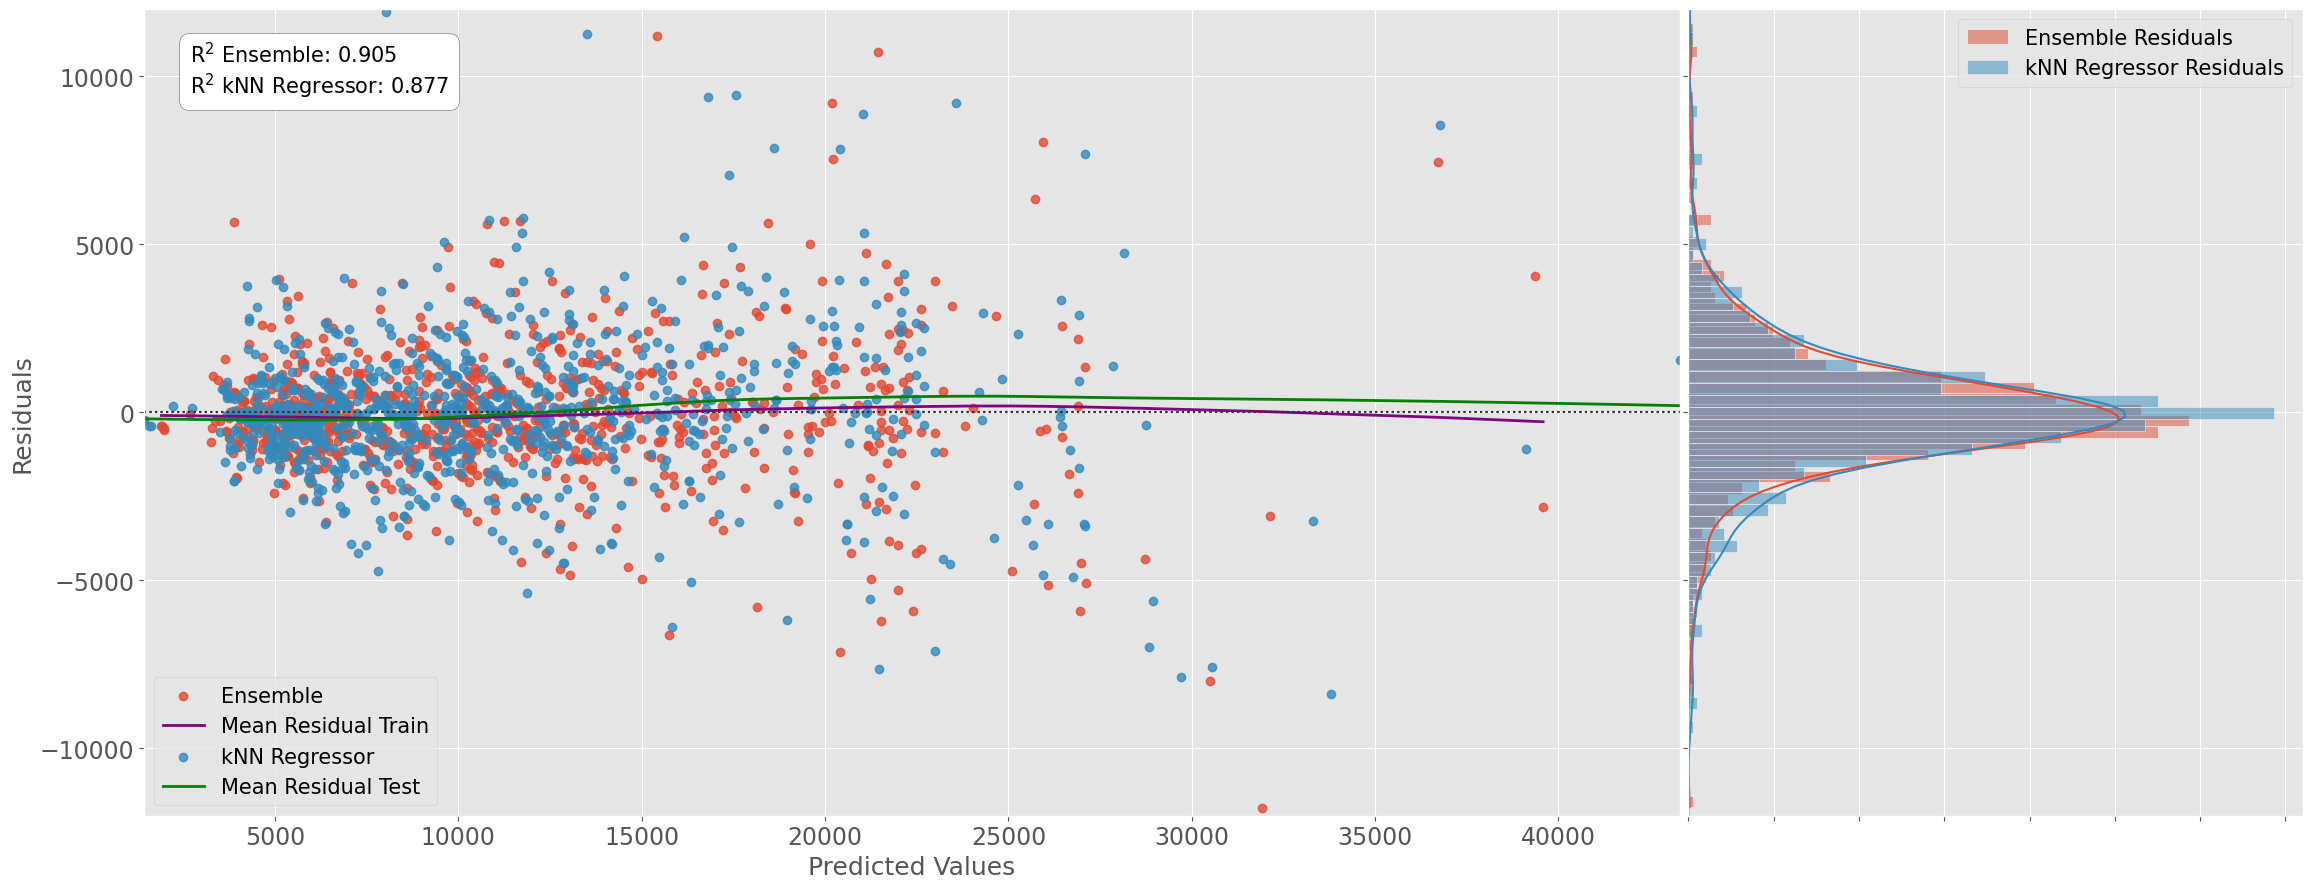 R² Ensemble: 0.905
R² kNN Regressor: 0.877
Ensemble Residuals
kNN Regressor Residuals
10000
5000
0
−5000
−10000
Residuals
Ensemble
Mean Residual Train
kNN Regressor
Mean Residual Test
5000
10000
15000
20000
25000
30000
35000
40000
Predicted Values